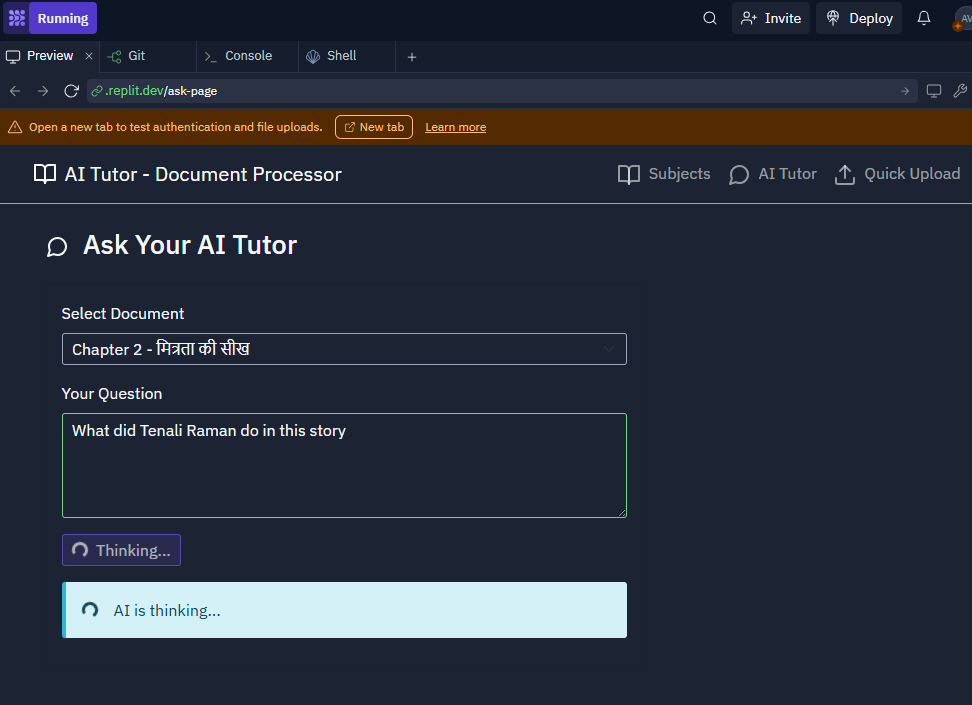 Running
Invite
Deploy
AV
Preview
Git
Console
Shell
.replit.dev/ask-page
Open a new tab to test authentication and file uploads.
New tab
Learn more
AI Tutor - Document Processor
Subjects
AI Tutor
Quick Upload
Ask Your AI Tutor
Select Document
Chapter 2 - मित्रता की सीख
Your Question
What did Tenali Raman do in this story
Thinking...
AI is thinking...